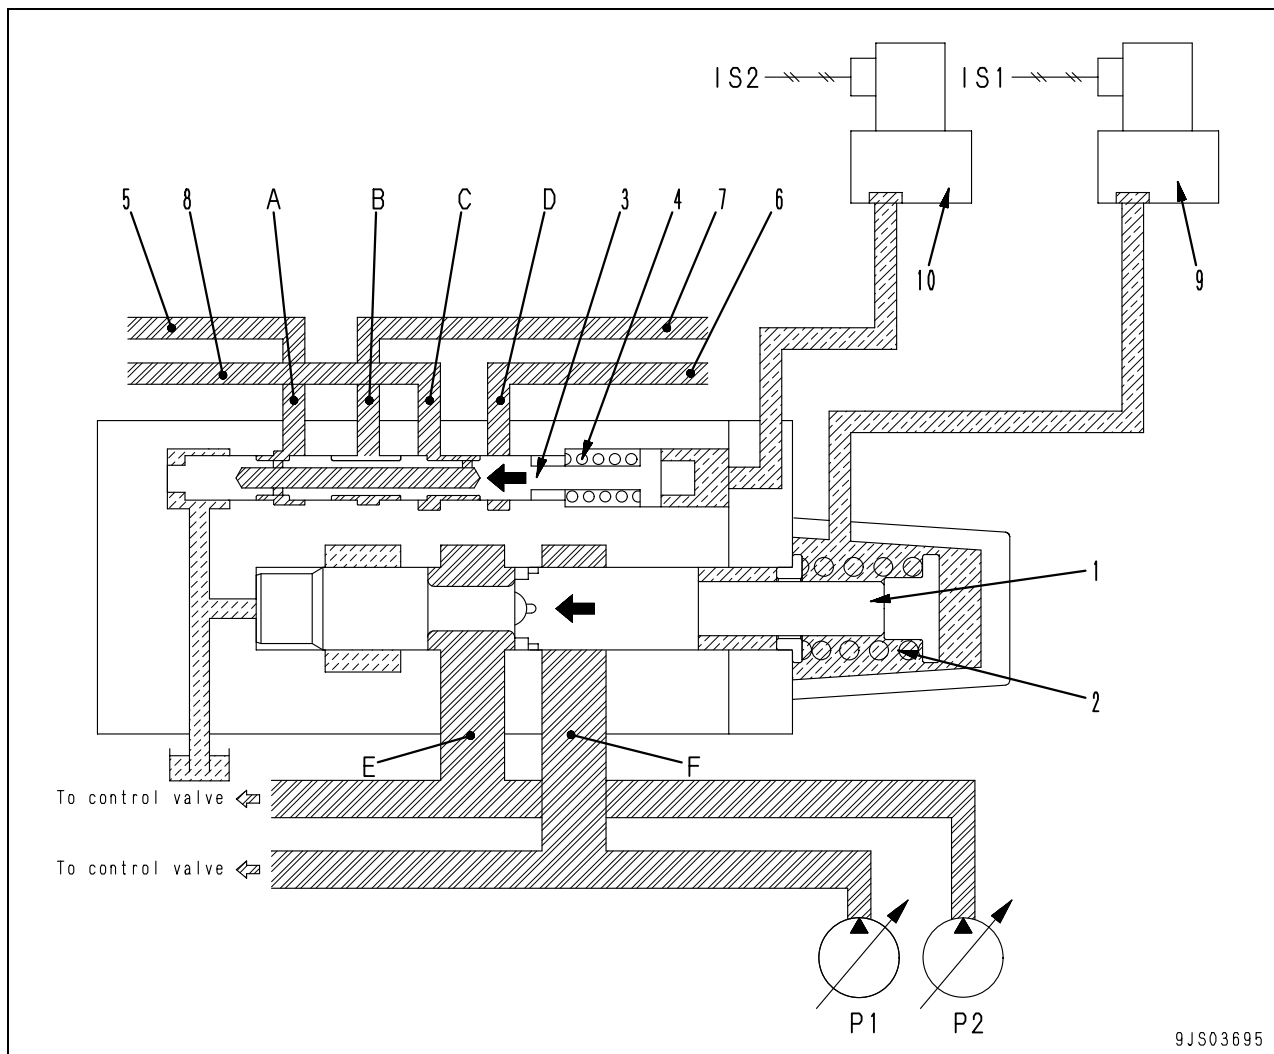 IS2 IS1
5 8 A B C D 3 4 7 6
10 9
1
2
E F
To control valve
To control valve
P1 P2
9JS03695